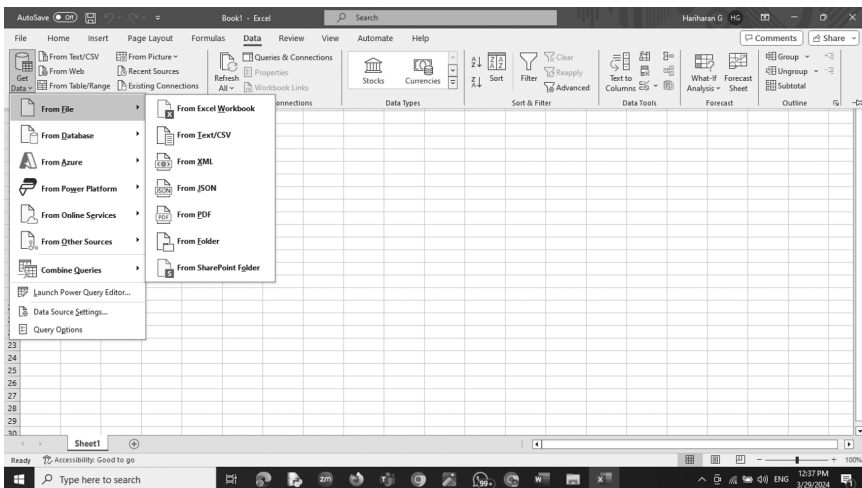 AutoSave Off Book1 - Excel Search Hariharan G HG
File Home Insert Page Layout Formulas Data Review View Automate Help Comments Share
Get Data
From Text/CSV
From Web
From Table/Range
From Picture
Recent Sources
Existing Connections
Refresh All
Queries & Connections
Properties
Workbook Links
onnections
Stocks Currencies
Data Types
Sort Filter
Clear
Reapply
Advanced
Sort & Filter
Text to Columns
Data Tools
What-If Analysis
Forecast Sheet
Forecast
Group
Ungroup
Subtotal
Outline
From File
From Database
From Azure
From Power Platform
From Online Services
From Other Sources
Combine Queries
Launch Power Query Editor...
Data Source Settings...
Query Options
From Excel Workbook
From Text/CSV
From XML
From JSON
From PDF
From Folder
From SharePoint Folder
23
24
25
26
27
28
29
30
Sheet1
Ready Accessibility: Good to go 100%
Type here to search 99+ ENG 12:37 PM
3/29/2024